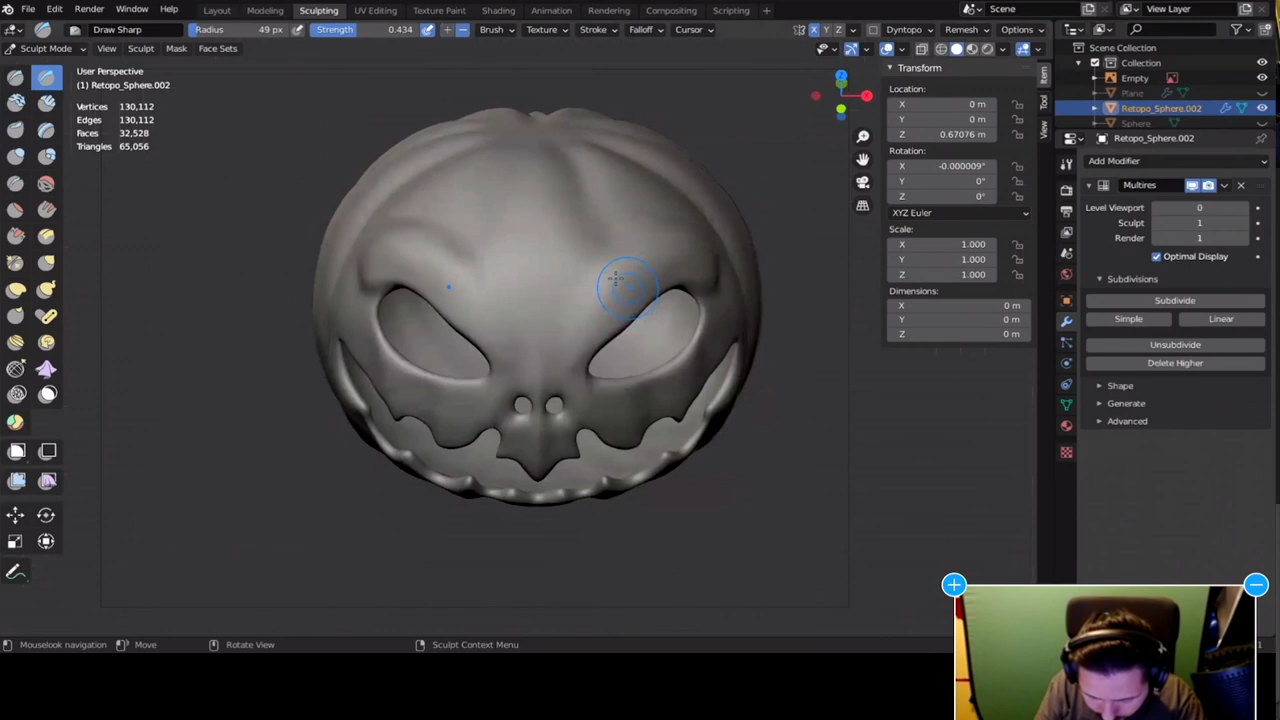 File Edit Render Window Help Layout Modeling Sculpting UV Editing Texture Paint Shading Animation Rendering Compositing Scripting Scene View Layer
Draw Sharp Radius 49 px Strength 0.434 Brush Texture Stroke Falloff Cursor X Y Z Dyntopo Remesh Options
Sculpt Mode View Sculpt Mask Face Sets
User Perspective
(1) Retopo_Sphere.002
Vertices 130,112
Edges 130,112
Faces 32,528
Triangles 65,056
Z
X
Transform
Location:
X 0 m
Y 0 m
Z 0.67076 m
Rotation:
X -0.000009°
Y 0°
Z 0°
XYZ Euler
Scale:
X 1.000
Y 1.000
Z 1.000
Dimensions:
X 0 m
Y 0 m
Z 0 m
Item
Tool
View
Scene Collection
Collection
Empty
Plane
Retopo_Sphere.002
Sphere
Retopo_Sphere.002
Add Modifier
Multires
Level Viewport 0
Sculpt 1
Render 1
Optimal Display
Subdivisions
Subdivide
Simple Linear
Unsubdivide
Delete Higher
Shape
Generate
Advanced
Mouselook navigation Move Rotate View Sculpt Context Menu